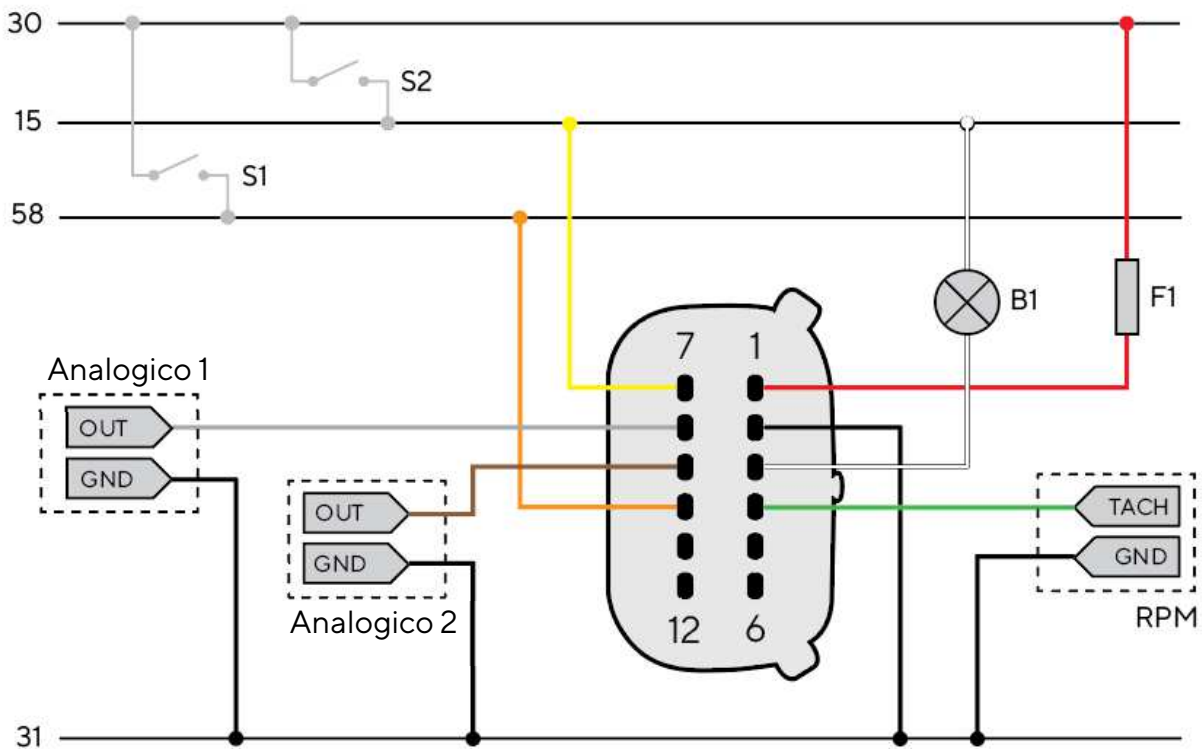 30
S2
15
S1
58
B1
F1
7 1
Analogico 1
OUT
GND
OUT
GND
Analogico 2
TACH
GND
RPM
12 6
31